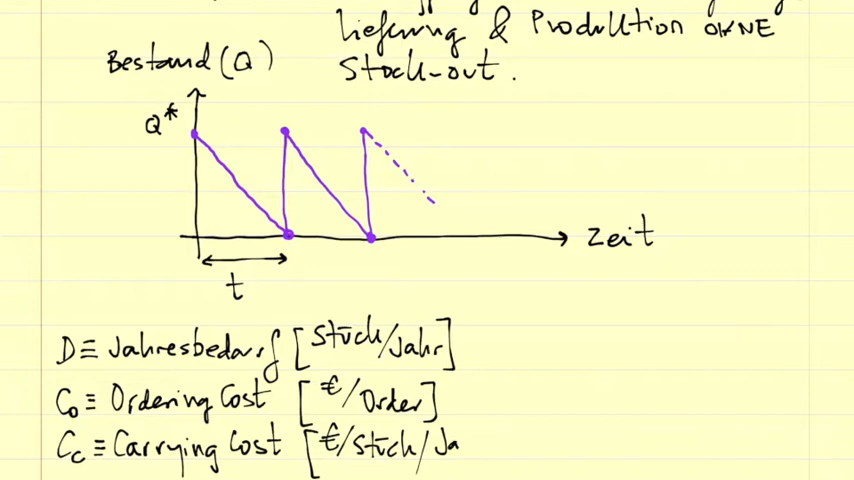 Lieferung & Produktion OHNE
Bestand (Q)
Stock-out.
Q*
Zeit
t
D ≡ Jahresbedarf [Stück/Jahr]
C₀ ≡ Ordering Cost [€/Order]
C꜀ ≡ Carrying Cost [€/Stück/Ja